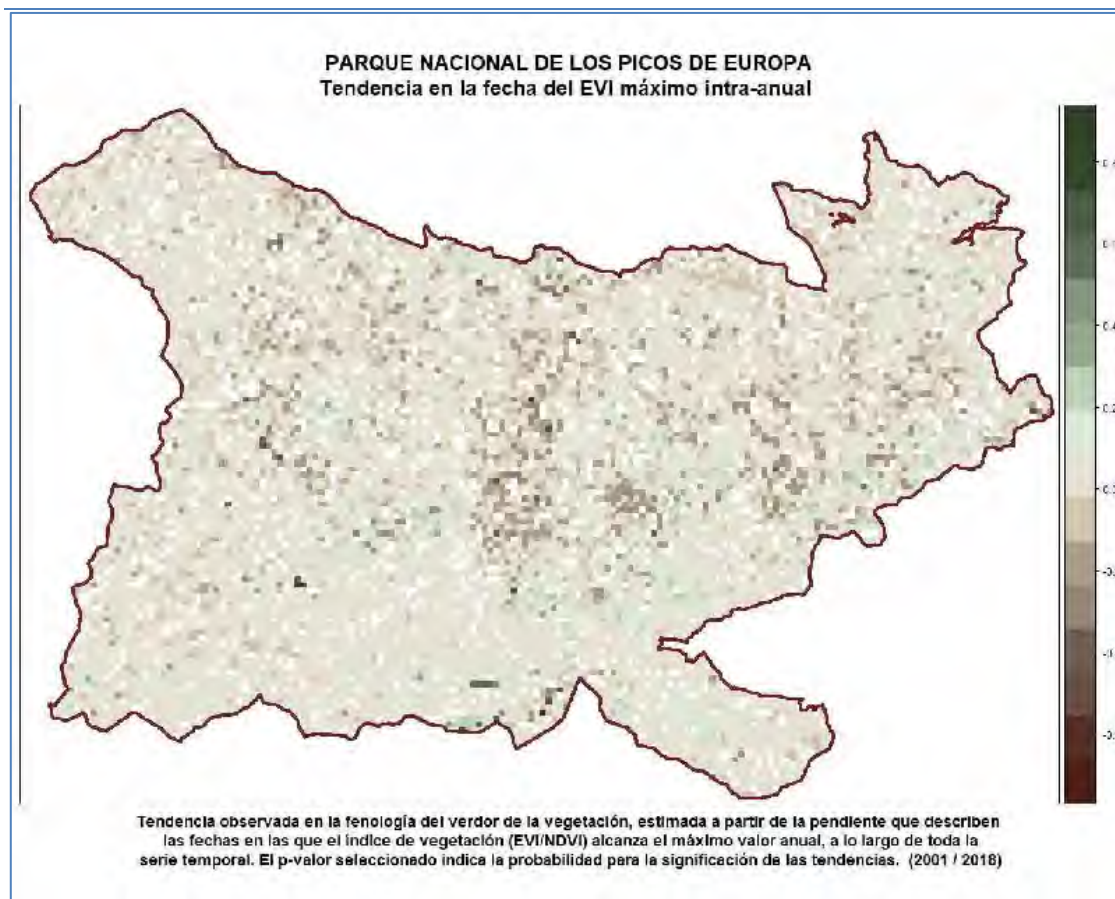 PARQUE NACIONAL DE LOS PICOS DE EUROPA
Tendencia en la fecha del EVI máximo intra-anual
Tendencia observada en la fenología del verdor de la vegetación, estimada a partir de la pendiente que describen
las fechas en las que el índice de vegetación (EVI/NDVI) alcanza el máximo valor anual, a lo largo de toda la
serie temporal. El p-valor seleccionado indica la probabilidad para la significación de las tendencias. (2001 / 2018)